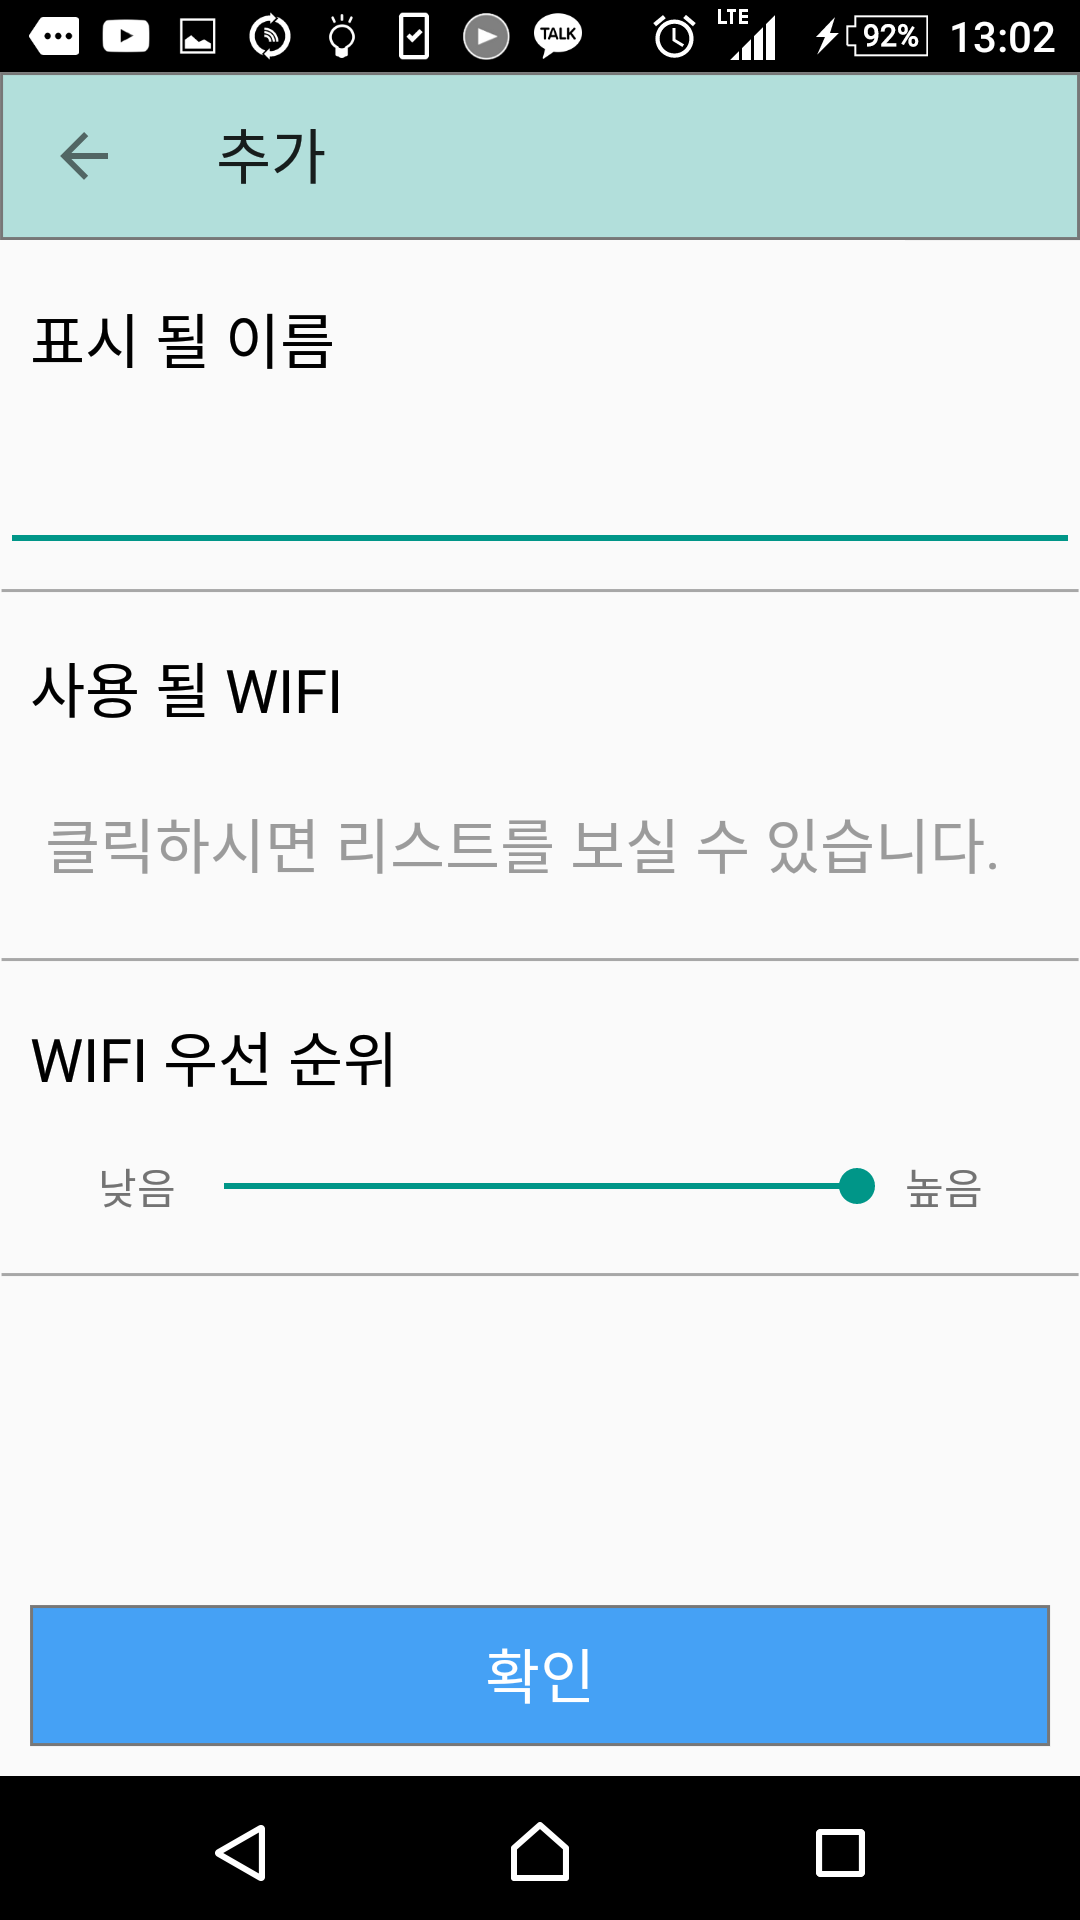 TALK LTE 92% 13:02
추가
표시 될 이름
사용 될 WIFI
클릭하시면 리스트를 보실 수 있습니다.
WIFI 우선 순위
낮음 높음
확인